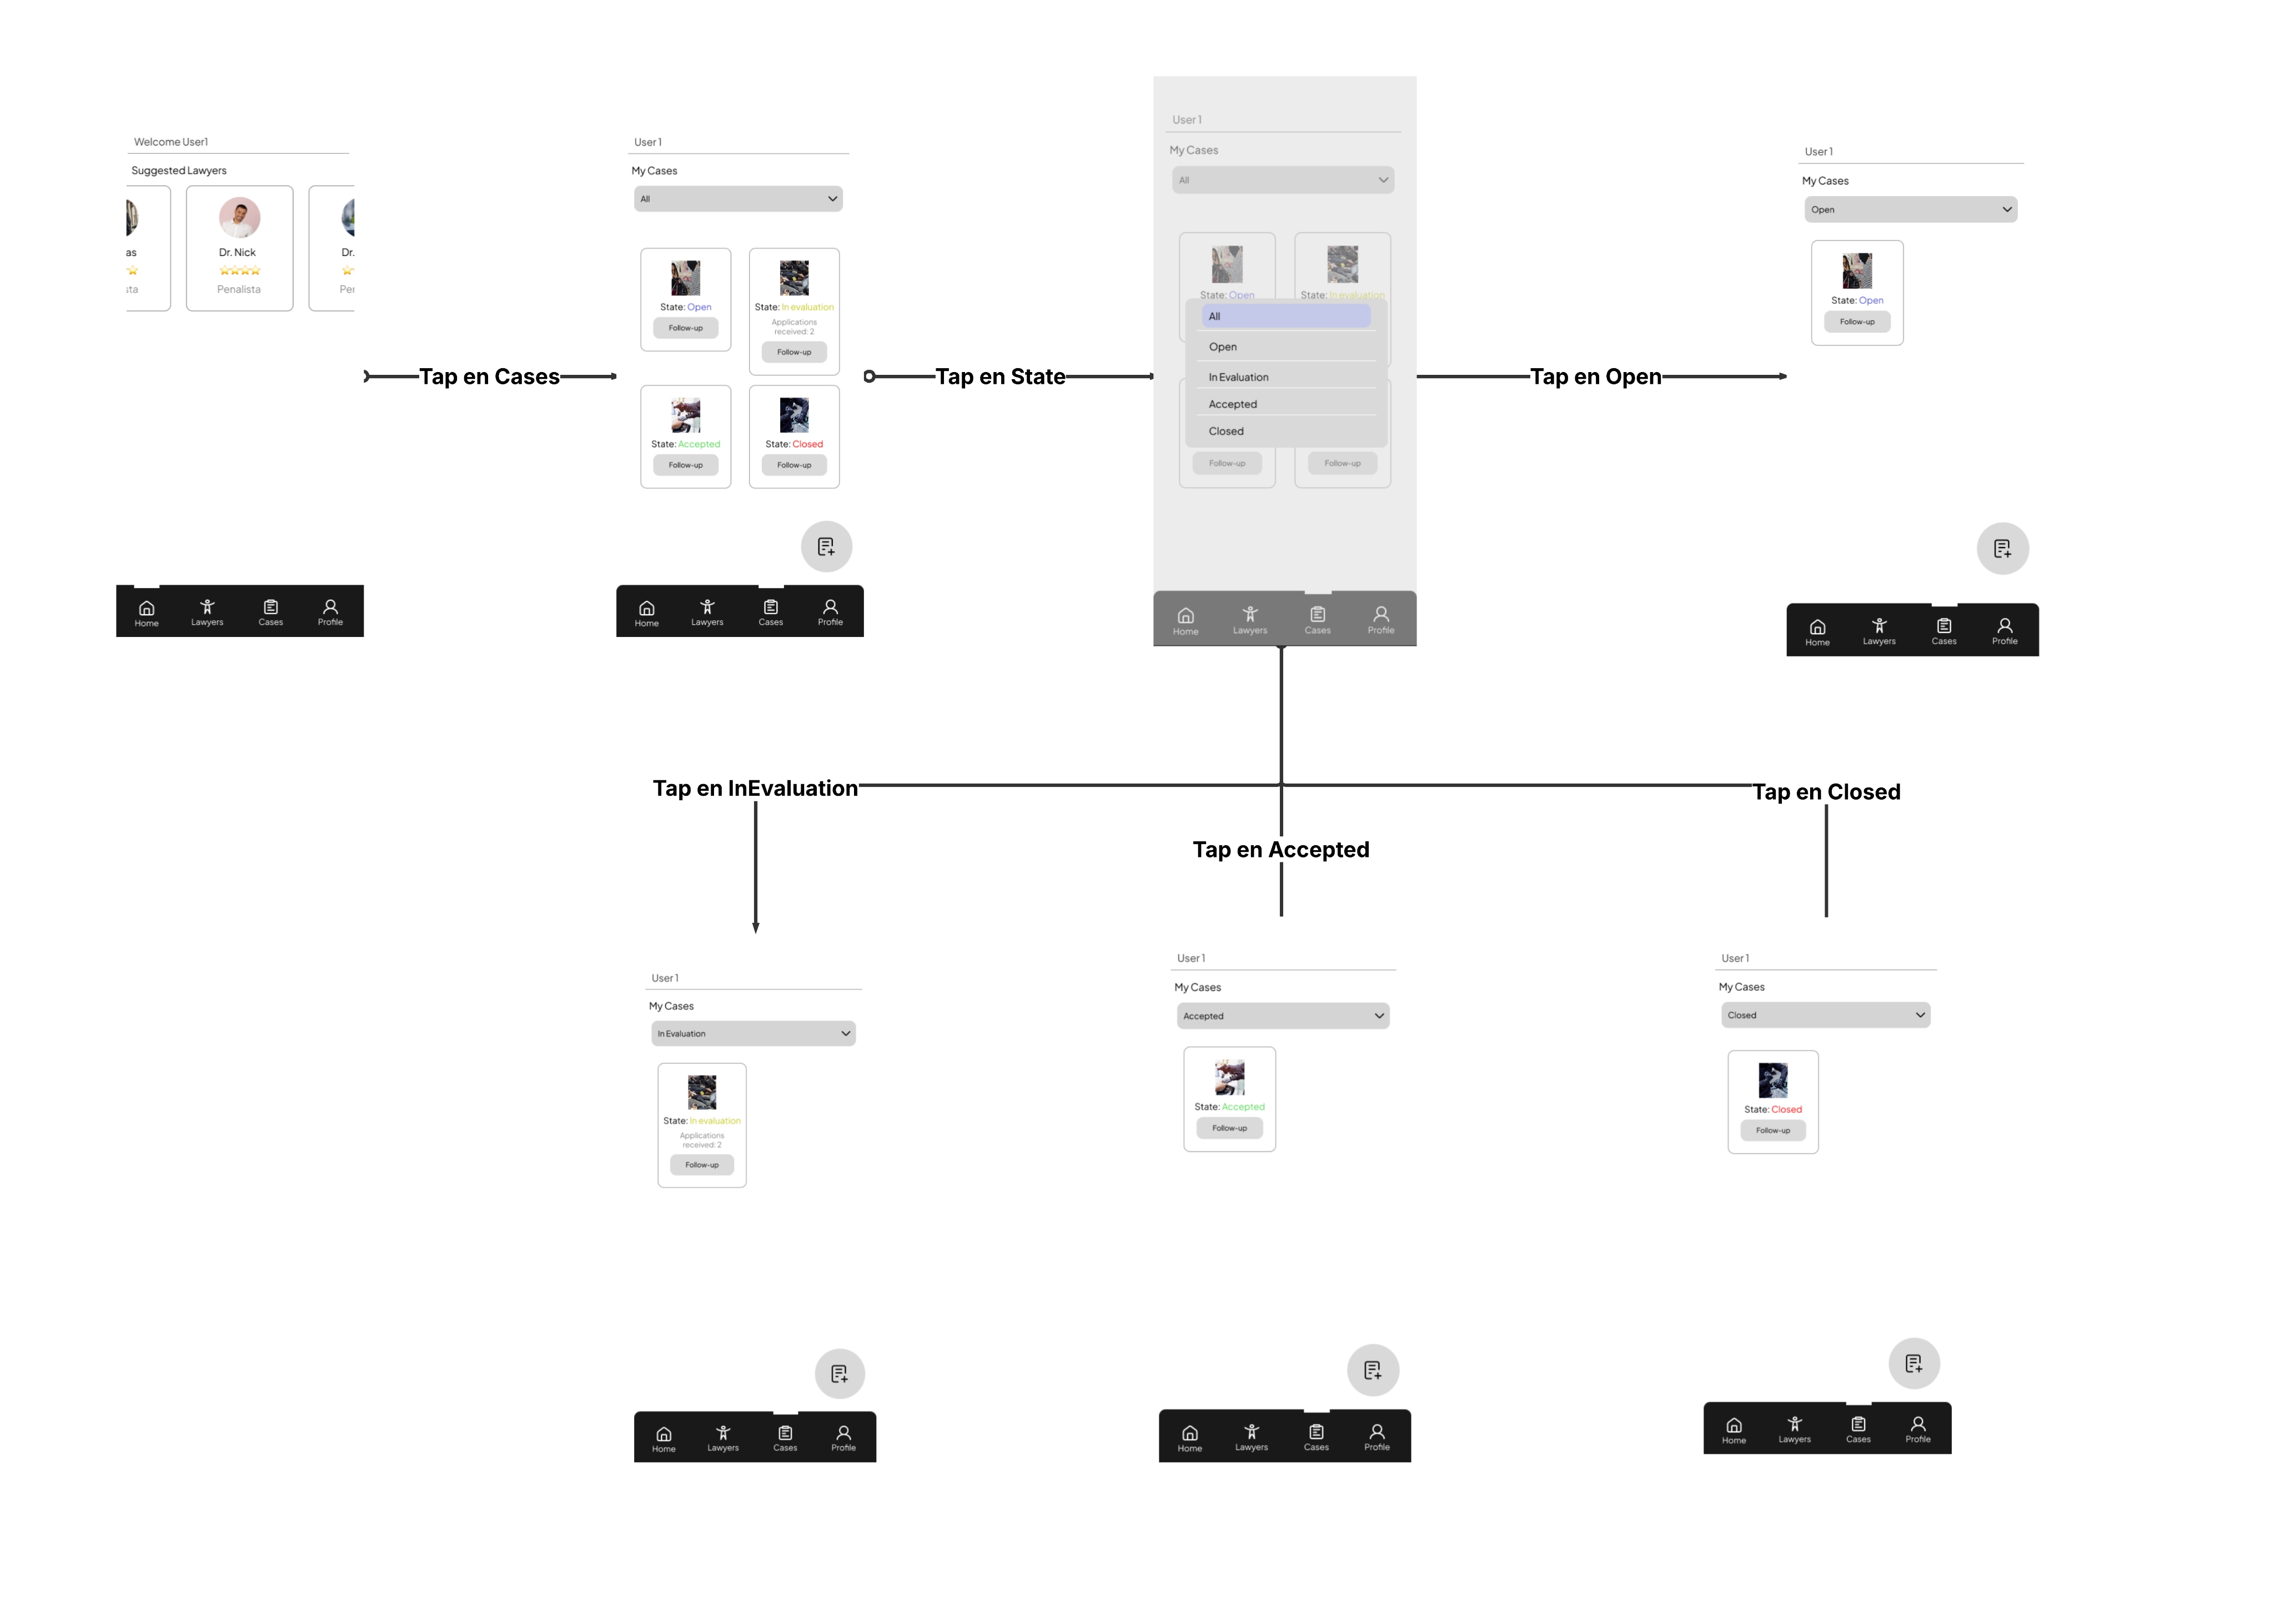 Welcome User1
Suggested Lawyers
as
sta
Dr. Nick
Penalista
Dr.
Per
Home
Lawyers
Cases
Profile
Tap en Cases
User 1
My Cases
All
State: Open
Follow-up
State: In evaluation
Applications
received: 2
Follow-up
State: Accepted
Follow-up
State: Closed
Follow-up
Home
Lawyers
Cases
Profile
Tap en State
User 1
My Cases
All
State: Open
State: In evaluation
All
Open
In Evaluation
Accepted
Closed
Follow-up
Follow-up
Home
Lawyers
Cases
Profile
Tap en Open
User 1
My Cases
Open
State: Open
Follow-up
Home
Lawyers
Cases
Profile
Tap en InEvaluation
Tap en Accepted
Tap en Closed
User 1
My Cases
In Evaluation
State: In evaluation
Applications
received: 2
Follow-up
Home
Lawyers
Cases
Profile
User 1
My Cases
Accepted
State: Accepted
Follow-up
Home
Lawyers
Cases
Profile
User 1
My Cases
Closed
State: Closed
Follow-up
Home
Lawyers
Cases
Profile